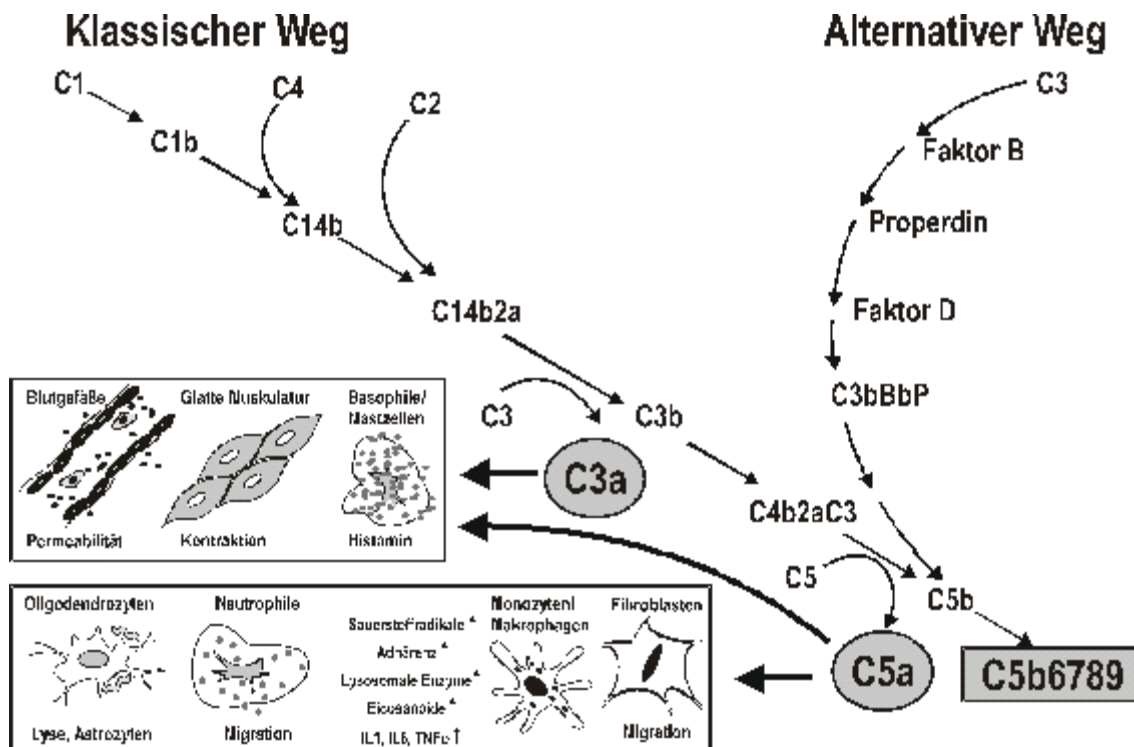 Klassischer Weg
Alternativer Weg
C1
C4
C2
C3
C1b
Faktor B
C14b
Properdin
C14b2a
Faktor D
C3bBbP
Blutgefäße
Glatte Muskulatur
Basophile/
Mastzellen
C3
C3b
C3a
C4b2aC3
Permeabilität
Kontraktion
Histamin
C5
C5b
Oligodendrozyten
Neutrophile
Sauerstoffradikale
Adhärenz
Lysosomale Enzyme
Eicosanoide
IL1, IL6, TNFα ↑
Monozyten/
Makrophagen
Fibroblasten
C5a
C5b6789
Lyse, Astrozyten
Migration
Migration